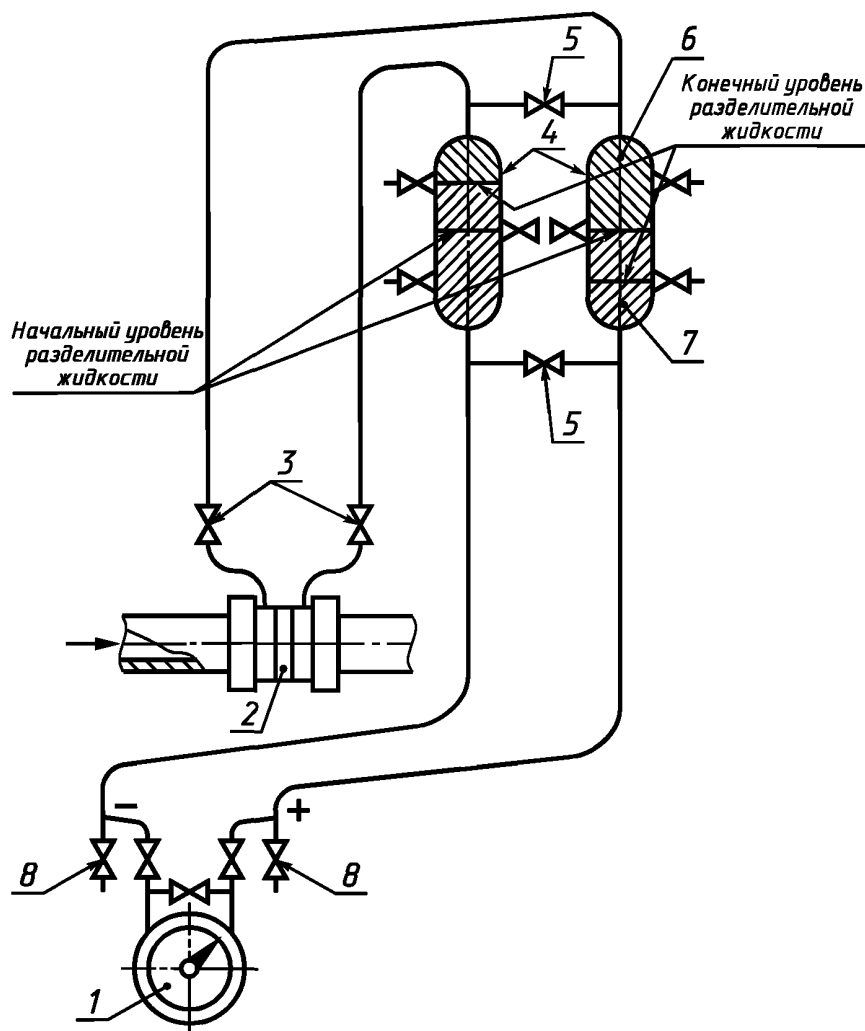 5
6
Конечный уровень
разделительной
жидкости
4
Начальный уровень
разделительной
жидкости
7
5
3
2
– +
8 8
1